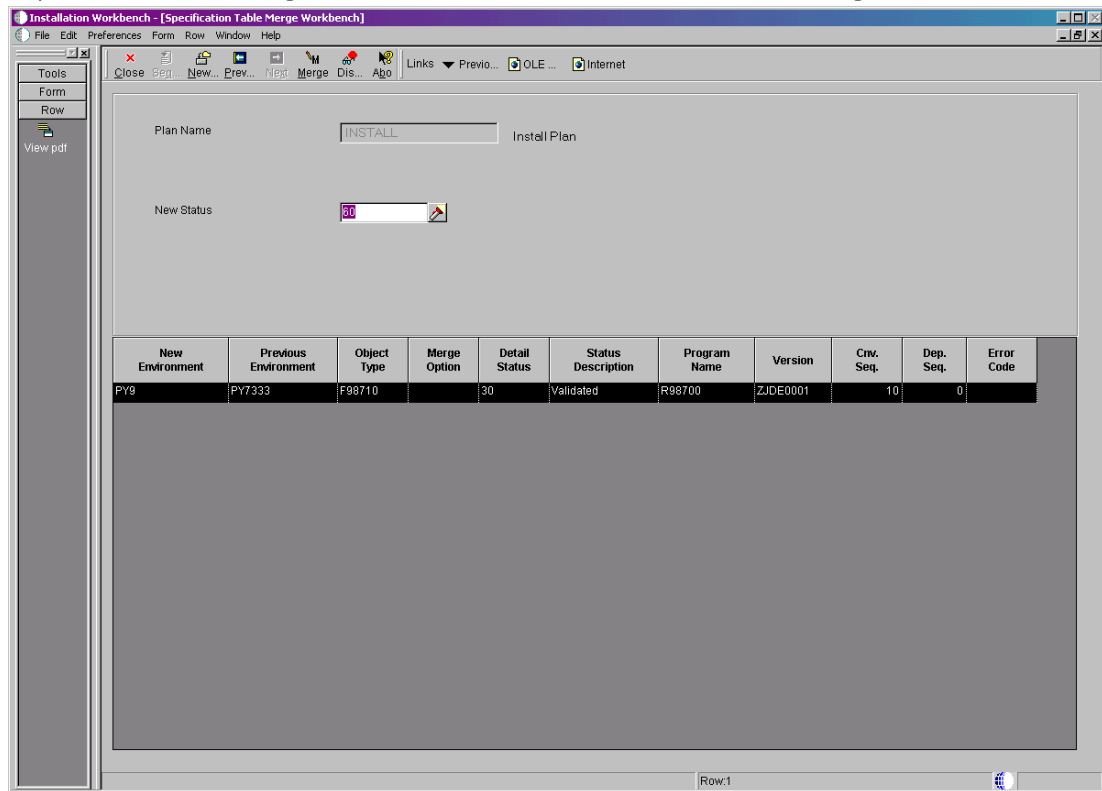 Installation Workbench - [Specification Table Merge Workbench]
File Edit Preferences Form Row Window Help
Close New... Prev... Next Merge Dis... Abo Links Previo... OLE ... Internet
Tools
Form
Row
View pdf
Plan Name INSTALL Install Plan
New Status 60
New Environment Previous Environment Object Type Merge Option Detail Status Status Description Program Name Version Cnv. Seq. Dep. Seq. Error Code
PY9 PY7333 F98710 30 Validated R98700 ZJDE0001 10 0
Row:1